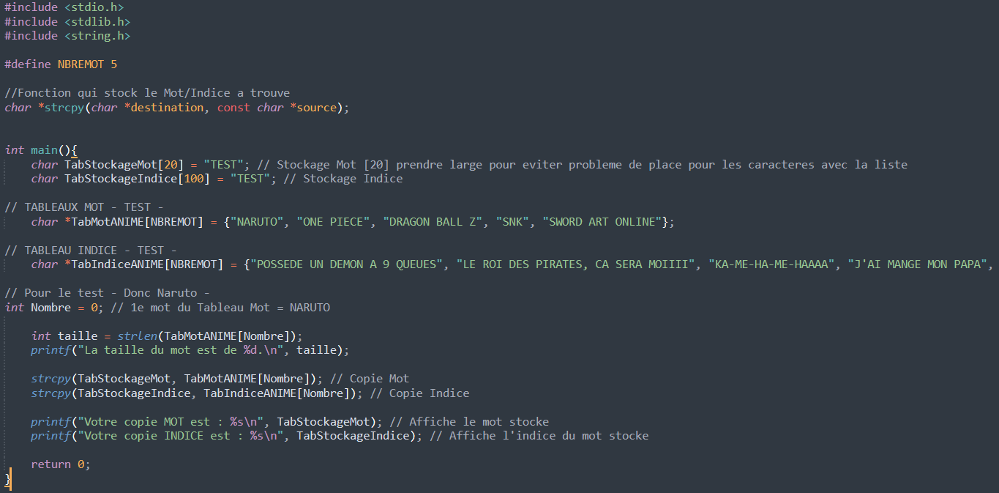 #include <stdio.h>
#include <stdlib.h>
#include <string.h>
#define NBREMOT 5
//Fonction qui stock le Mot/Indice a trouve
char *strcpy(char *destination, const char *source);
int main(){
char TabStockageMot[20] = "TEST"; // Stockage Mot [20] prendre large pour eviter probleme de place pour les caracteres avec la liste
char TabStockageIndice[100] = "TEST"; // Stockage Indice
// TABLEAUX MOT - TEST -
char *TabMotANIME[NBREMOT] = {"NARUTO", "ONE PIECE", "DRAGON BALL Z", "SNK", "SWORD ART ONLINE"};
// TABLEAU INDICE - TEST -
char *TabIndiceANIME[NBREMOT] = {"POSSEDE UN DEMON A 9 QUEUES", "LE ROI DES PIRATES, CA SERA MOIIII", "KA-ME-HA-ME-HAAAA", "J'AI MANGE MON PAPA",
// Pour le test - Donc Naruto -
int Nombre = 0; // 1e mot du Tableau Mot = NARUTO
int taille = strlen(TabMotANIME[Nombre]);
printf("La taille du mot est de %d.\n", taille);
strcpy(TabStockageMot, TabMotANIME[Nombre]); // Copie Mot
strcpy(TabStockageIndice, TabIndiceANIME[Nombre]); // Copie Indice
printf("Votre copie MOT est : %s\n", TabStockageMot); // Affiche le mot stocke
printf("Votre copie INDICE est : %s\n", TabStockageIndice); // Affiche l'indice du mot stocke
return 0;
}